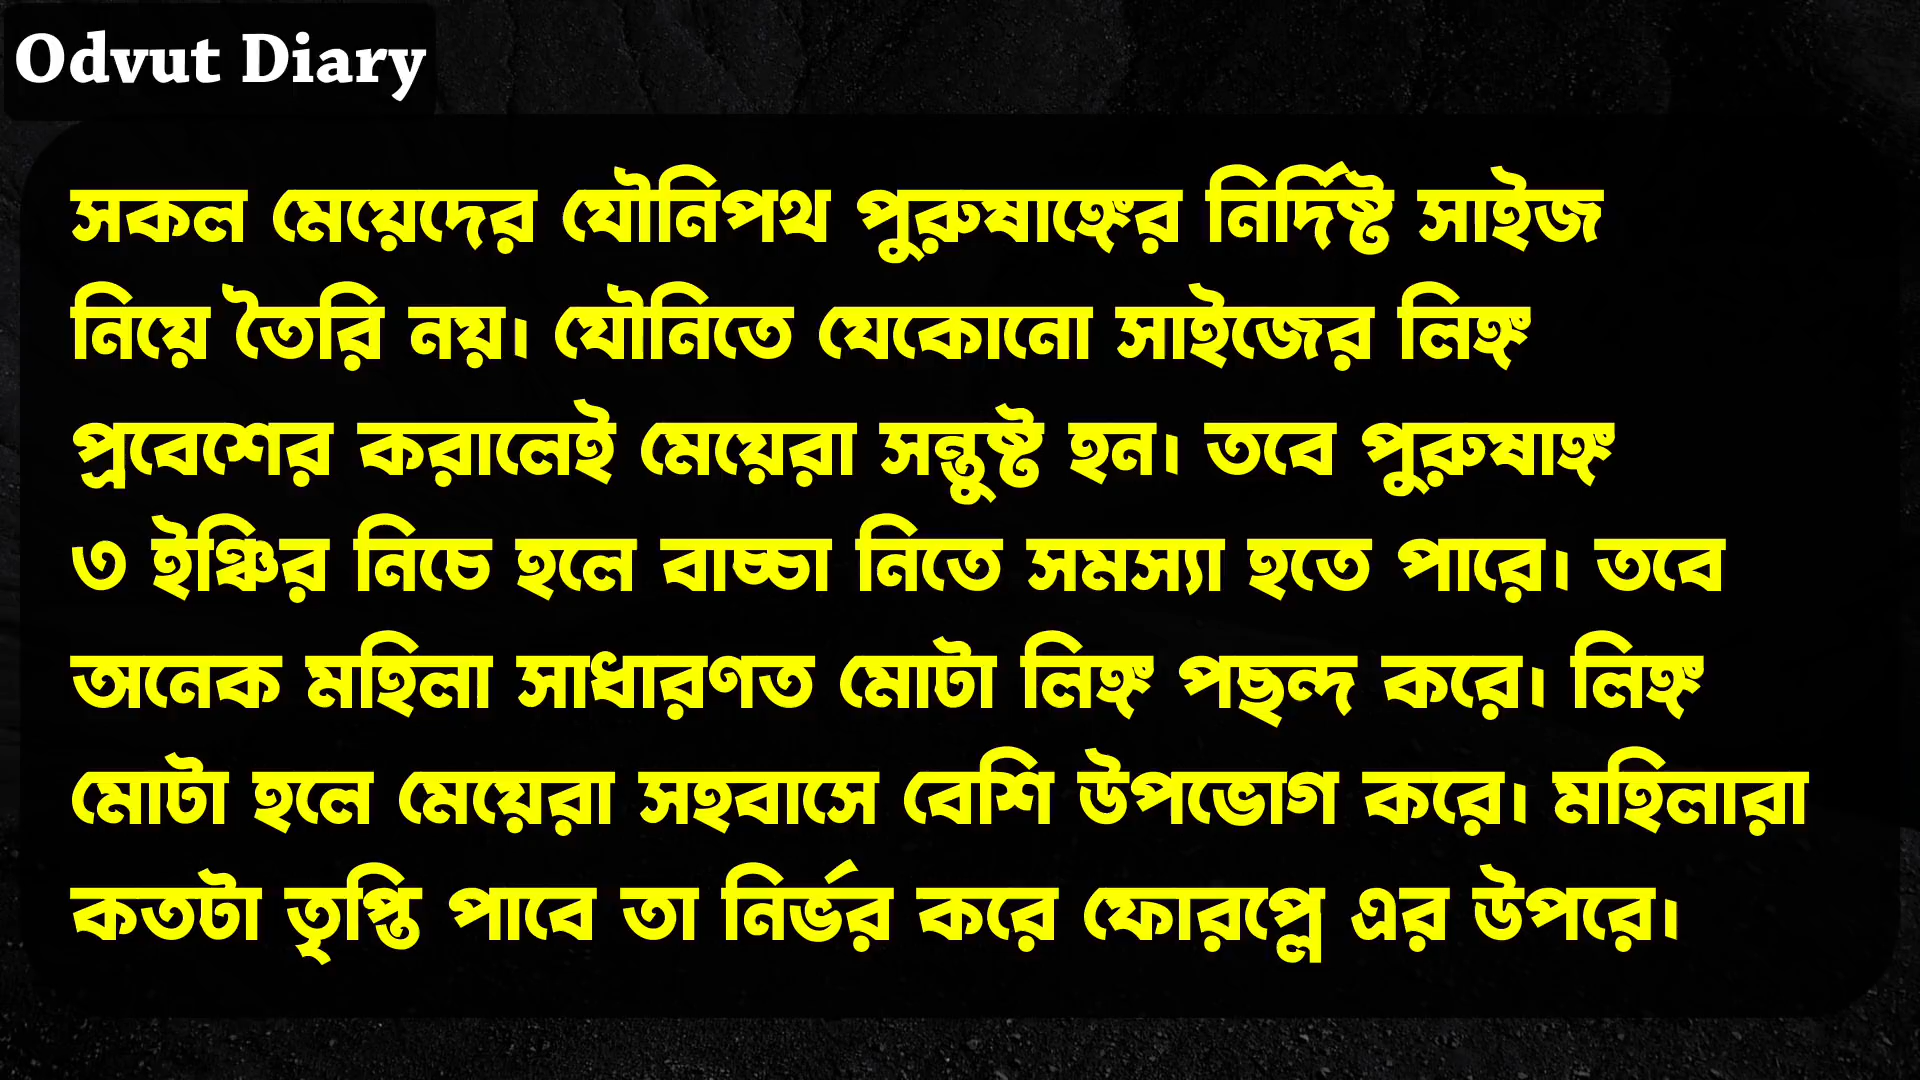 Odvut Diary
সকল মেয়েদের যৌনিপথ পুরুষাঙ্গের নির্দিষ্ট সাইজ
নিয়ে তৈরি নয়। যৌনিতে যেকোনো সাইজের লিঙ্গ
প্রবেশের করালেই মেয়েরা সন্তুষ্ট হন। তবে পুরুষাঙ্গ
৩ ইঞ্চির নিচে হলে বাচ্চা নিতে সমস্যা হতে পারে। তবে
অনেক মহিলা সাধারণত মোটা লিঙ্গ পছন্দ করে। লিঙ্গ
মোটা হলে মেয়েরা সহবাসে বেশি উপভোগ করে। মহিলারা
কতটা তৃপ্তি পাবে তা নির্ভর করে ফোরপ্লে এর উপরে।